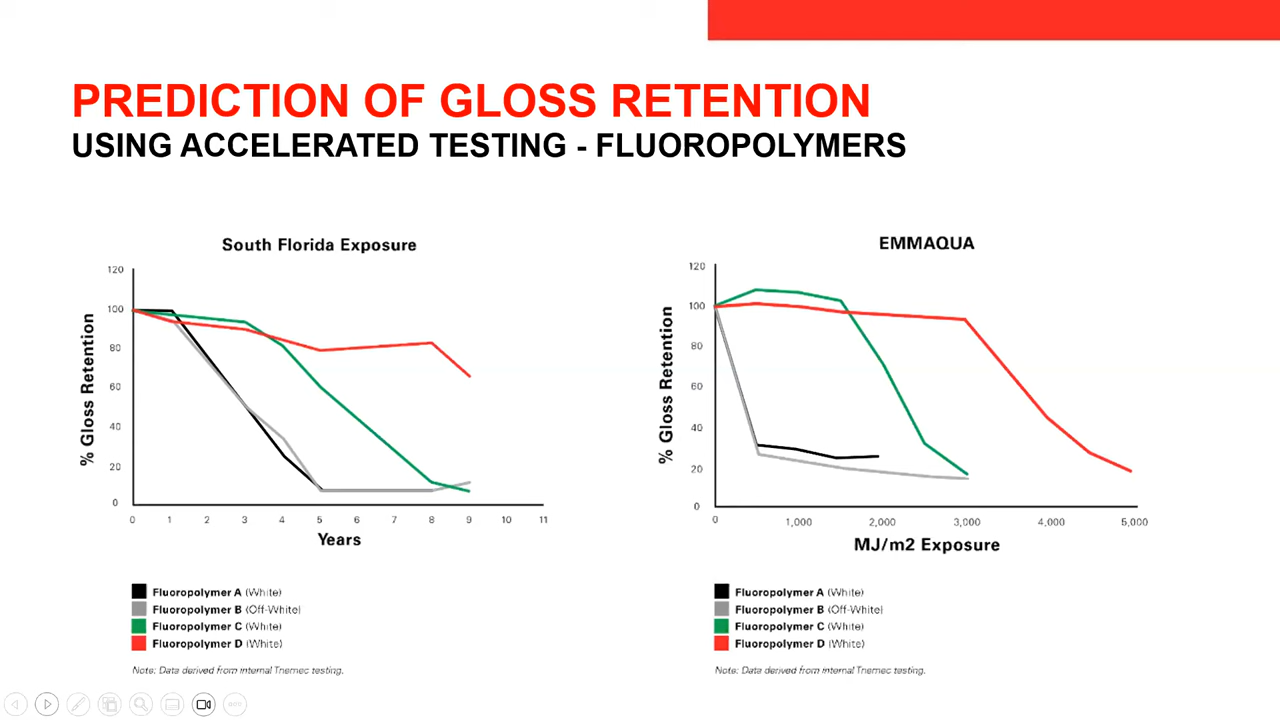 PREDICTION OF GLOSS RETENTION
USING ACCELERATED TESTING - FLUOROPOLYMERS
South Florida Exposure
% Gloss Retention
120
100
80
60
40
20
0
0 1 2 3 4 5 6 7 8 9 10 11
Years
Fluoropolymer A (White)
Fluoropolymer B (Off-White)
Fluoropolymer C (White)
Fluoropolymer D (White)
Note: Data derived from internal Tnemec testing.
EMMAQUA
% Gloss Retention
120
100
80
60
40
20
0
0 1,000 2,000 3,000 4,000 5,000
MJ/m2 Exposure
Fluoropolymer A (White)
Fluoropolymer B (Off-White)
Fluoropolymer C (White)
Fluoropolymer D (White)
Note: Data derived from internal Tnemec testing.